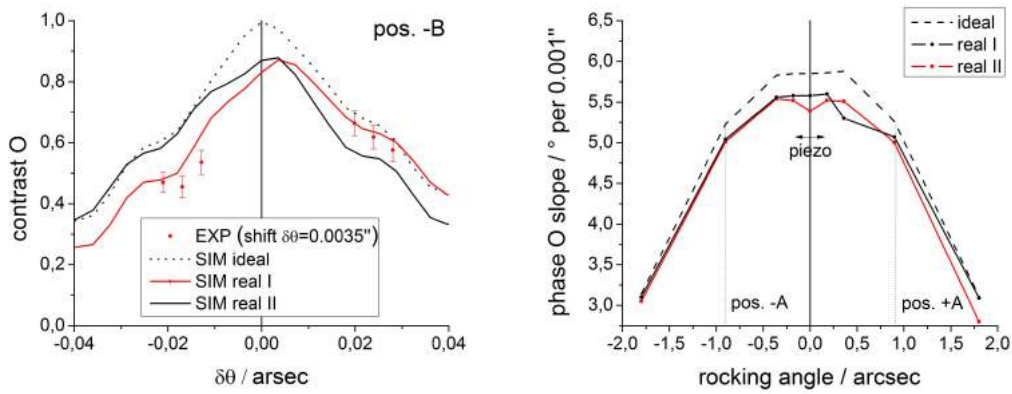 pos. -B
contrast O
1,0
0,8
0,6
0,4
0,2
0,0
-0,04
-0,02
0,00
0,02
0,04
δθ / arsec
EXP (shift δθ=0.0035")
SIM ideal
SIM real I
SIM real II
phase O slope / ° per 0.001"
6,5
6,0
5,5
5,0
4,5
4,0
3,5
3,0
-2,0
-1,5
-1,0
-0,5
0,0
0,5
1,0
1,5
2,0
rocking angle / arcsec
ideal
real I
real II
piezo
pos. -A
pos. +A